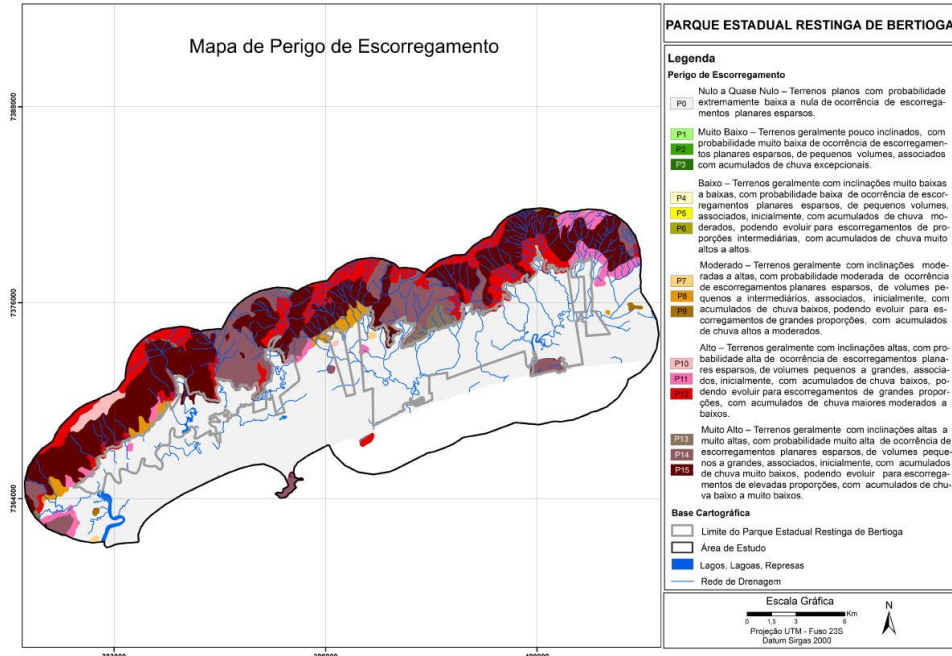 Mapa de Perigo de Escorregamento
7388000
7376000
7364000
PARQUE ESTADUAL RESTINGA DE BERTIOGA
Legenda
Perigo de Escorregamento
P0
Nulo a Quase Nulo – Terrenos planos com probabilidade
extremamente baixa a nula de ocorrência de escorrega-
mentos planares esparsos.
P1
P2
P3
Muito Baixo – Terrenos geralmente pouco inclinados, com
probabilidade muito baixa de ocorrência de escorregamen-
tos planares esparsos, de pequenos volumes, associados
com acumulados de chuva excepcionais.
P4
P5
P6
Baixo – Terrenos geralmente com inclinações muito baixas
a baixas, com probabilidade baixa de ocorrência de escor-
regamentos planares esparsos, de pequenos volumes,
associados, inicialmente, com acumulados de chuva mo-
derados, podendo evoluir para escorregamentos de pro-
porções intermediárias, com acumulados de chuva muito
altos a altos.
P7
P8
P9
Moderado – Terrenos geralmente com inclinações mode-
radas a altas, com probabilidade moderada de ocorrência
de escorregamentos planares esparsos, de volumes pe-
quenos a intermediários, associados, inicialmente, com
acumulados de chuva baixos, podendo evoluir para es-
corregamentos de grandes proporções, com acumulados
de chuva altos a moderados.
P10
P11
P12
Alto – Terrenos geralmente com inclinações altas, com pro-
babilidade alta de ocorrência de escorregamentos plana-
res esparsos, de volumes pequenos a grandes, associa-
dos, inicialmente, com acumulados de chuva baixos, po-
dendo evoluir para escorregamentos de grandes propor-
ções, com acumulados de chuva maiores moderados a
baixos.
P13
P14
P15
Muito Alto – Terrenos geralmente com inclinações altas a
muito altas, com probabilidade muito alta de ocorrência de
escorregamentos planares esparsos, de volumes peque-
nos a grandes, associados, inicialmente, com acumulados
de chuva muito baixos, podendo evoluir para escorrega-
mentos de elevadas proporções, com acumulados de chu-
va baixo a muito baixos.
Base Cartográfica
Limite do Parque Estadual Restinga de Bertioga
Área de Estudo
Lagos, Lagoas, Represas
Rede de Drenagem
Escala Gráfica
Km
0 1,5 3 6
Projeção UTM - Fuso 23S
Datum Sirgas 2000
N